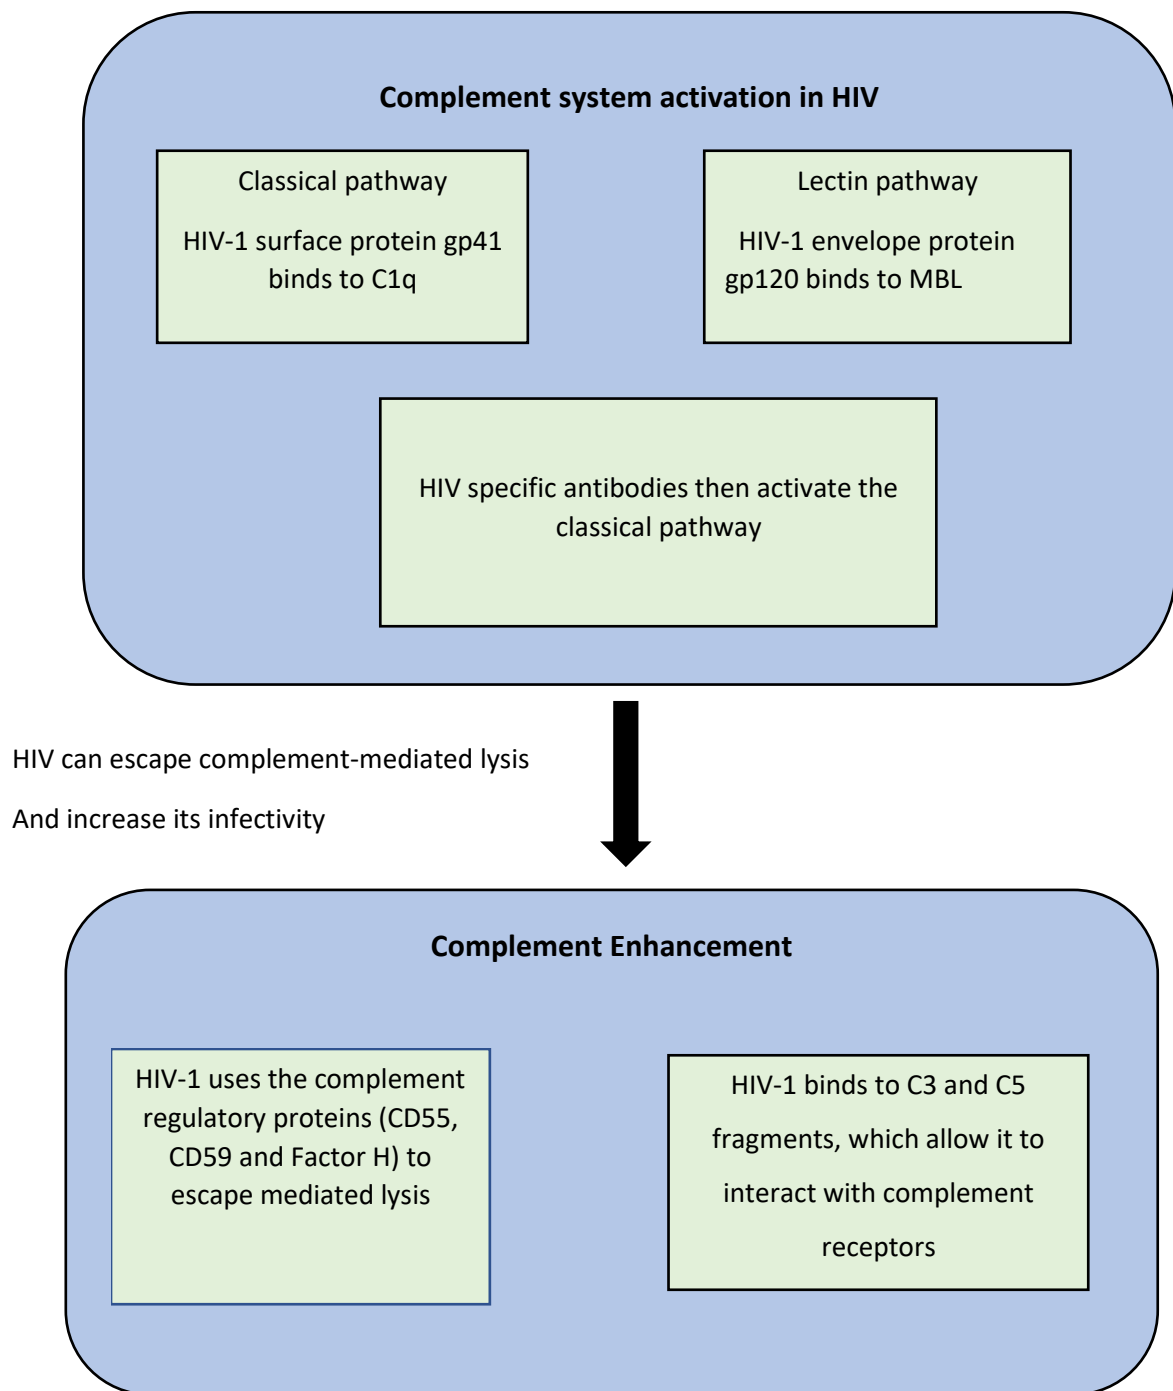 Complement system activation in HIV
Classical pathway
HIV-1 surface protein gp41
binds to C1q
Lectin pathway
HIV-1 envelope protein
gp120 binds to MBL
HIV specific antibodies then activate the
classical pathway
HIV can escape complement-mediated lysis
And increase its infectivity
Complement Enhancement
HIV-1 uses the complement
regulatory proteins (CD55,
CD59 and Factor H) to
escape mediated lysis
HIV-1 binds to C3 and C5
fragments, which allow it to
interact with complement
receptors